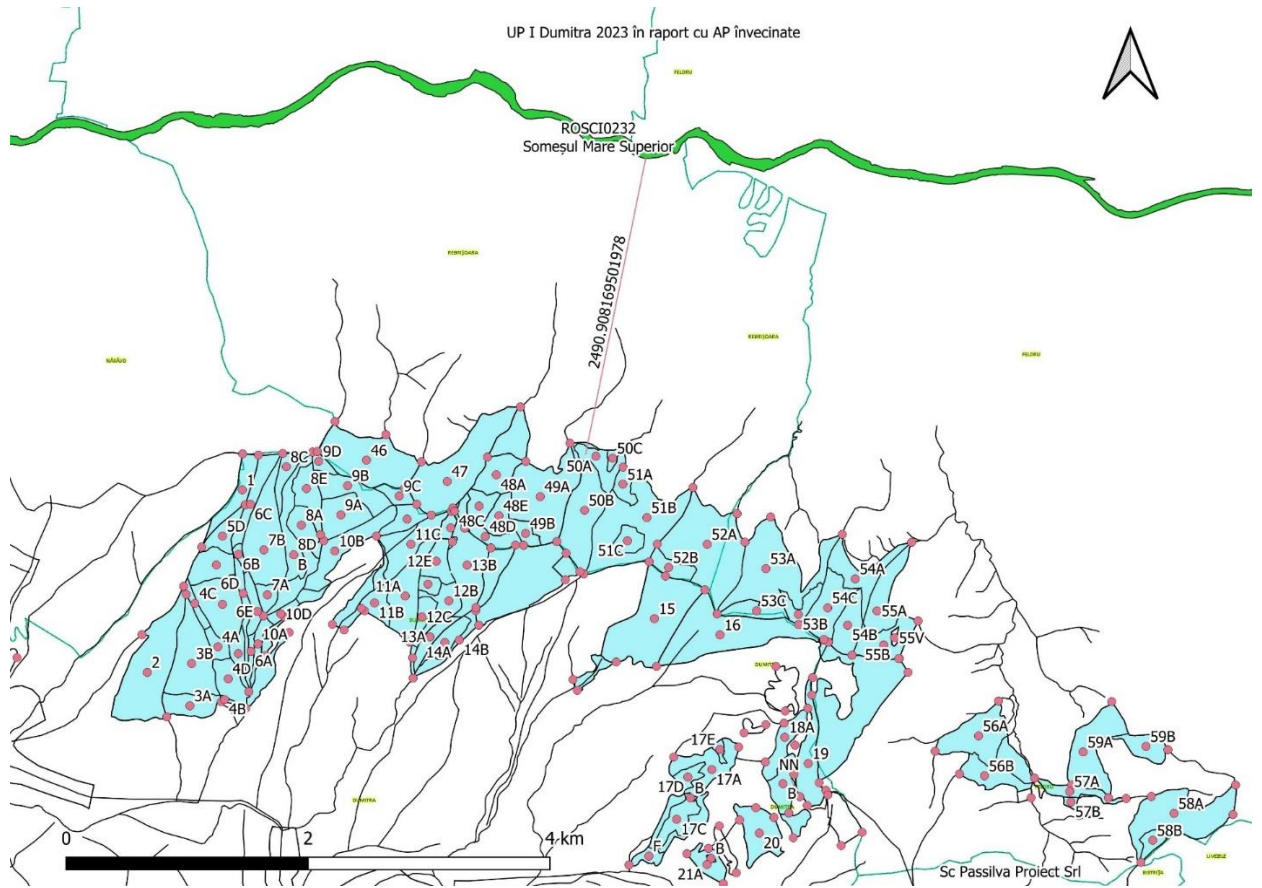 UP I Dumitra 2023 în raport cu AP învecinate
FELDRU
ROSCI0232
Someșul Mare Superior
REBRIȘOARA
2490.908169501978
REBRIȘOARA
FELDRU
NĂSĂUD
50C
9D
46
50A
8C
47
51A
8E
9B
48A
49A
1
9C
50B
6C
9A
48E
51B
8A
48C
5D
11C
48D
49B
52A
7B
8D
10B
51C
6B
B
12E
13B
52B
53A
54A
6D
7A
11A
12B
4C
54C
53C
55A
6E
10D
11B
12C
15
53B
54B
4A
10A
13A
16
55V
3B
6A
14A
14B
55B
2
4D
3A
4B
18A
56A
17E
59B
59A
19
NN
17A
56B
17D
57A
B
B
DUMITRA
57B
58A
17C
20
58B
F
B
21A
LIVEZILE
BISTRIȚA
0
2
4 km
Sc Passilva Proiect Srl